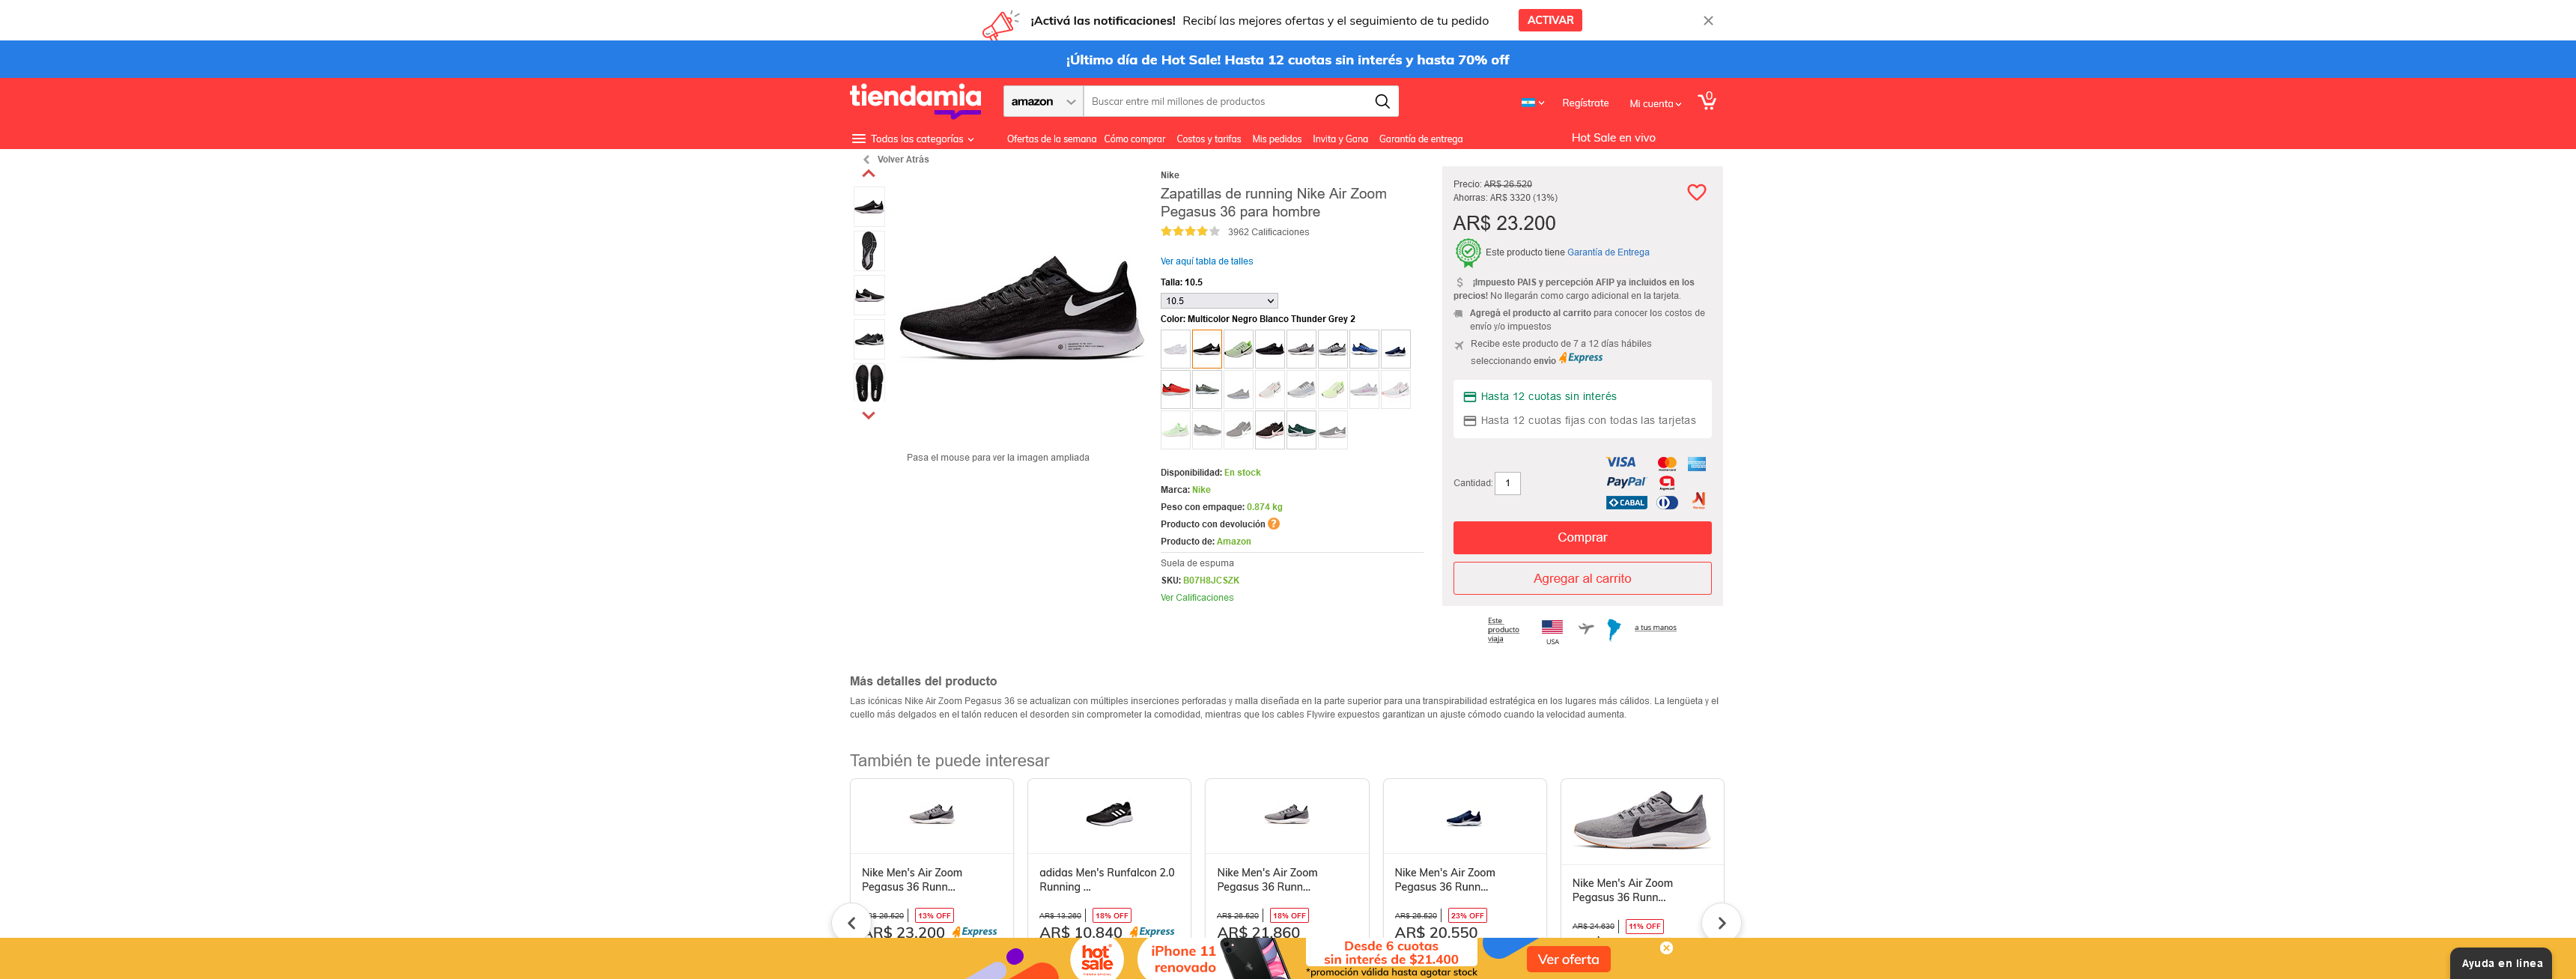 ¡Activá las notificaciones! Recibí las mejores ofertas y el seguimiento de tu pedido
ACTIVAR
¡Último día de Hot Sale! Hasta 12 cuotas sin interés y hasta 70% off
tiendamia
amazon
Buscar entre mil millones de productos
Regístrate
Mi cuenta
0
Todas las categorías
Ofertas de la semana
Cómo comprar
Costos y tarifas
Mis pedidos
Invita y Gana
Garantía de entrega
Hot Sale en vivo
Volver Atrás
Pasa el mouse para ver la imagen ampliada
Nike
Zapatillas de running Nike Air Zoom
Pegasus 36 para hombre
3962 Calificaciones
Ver aquí tabla de talles
Talla: 10.5
10.5
Color: Multicolor Negro Blanco Thunder Grey 2
Disponibilidad: En stock
Marca: Nike
Peso con empaque: 0.874 kg
Producto con devolución ?
Producto de: Amazon
Suela de espuma
SKU: B07H8JCSZK
Ver Calificaciones
Precio: AR$ 26.520
Ahorras: AR$ 3320 (13%)
AR$ 23.200
Este producto tiene Garantía de Entrega
$ ¡Impuesto PAIS y percepción AFIP ya incluidos en los
precios! No llegarán como cargo adicional en la tarjeta.
Agregá el producto al carrito para conocer los costos de
envío y/o impuestos
Recibe este producto de 7 a 12 días hábiles
seleccionando envío Express
Hasta 12 cuotas sin interés
Hasta 12 cuotas fijas con todas las tarjetas
Cantidad: 1
VISA
PayPal
CABAL
Comprar
Agregar al carrito
Este
producto
viaja
USA
a tus manos
Más detalles del producto
Las icónicas Nike Air Zoom Pegasus 36 se actualizan con múltiples inserciones perforadas y malla diseñada en la parte superior para una transpirabilidad estratégica en los lugares más cálidos. La lengüeta y el
cuello más delgados en el talón reducen el desorden sin comprometer la comodidad, mientras que los cables Flywire expuestos garantizan un ajuste cómodo cuando la velocidad aumenta.
También te puede interesar
Nike Men's Air Zoom
Pegasus 36 Runn...
R$ 26.520
13% OFF
AR$ 23.200
Express
adidas Men's Runfalcon 2.0
Running ...
AR$ 13.260
18% OFF
AR$ 10.840
Express
Nike Men's Air Zoom
Pegasus 36 Runn...
AR$ 26.520
18% OFF
AR$ 21.860
Nike Men's Air Zoom
Pegasus 36 Runn...
AR$ 26.520
23% OFF
AR$ 20.550
Nike Men's Air Zoom
Pegasus 36 Runn...
AR$ 24.630
11% OFF
hot
sale
iPhone 11
renovado
Desde 6 cuotas
sin interés de $21.400
*promoción válida hasta agotar stock
Ver oferta
Ayuda en línea